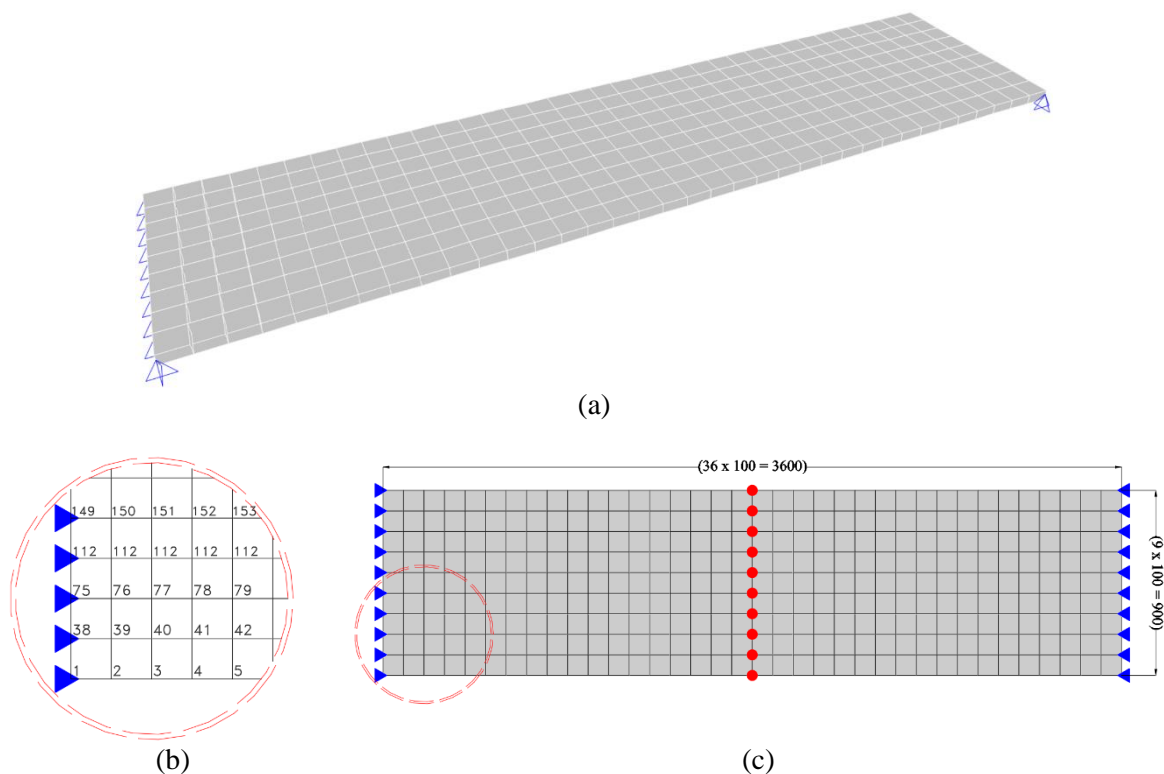 (a)
149 150 151 152 153
112 112 112 112 112
75 76 77 78 79
38 39 40 41 42
1 2 3 4 5
(b)
(36 x 100 = 3600)
(9 x 100 = 900)
(c)